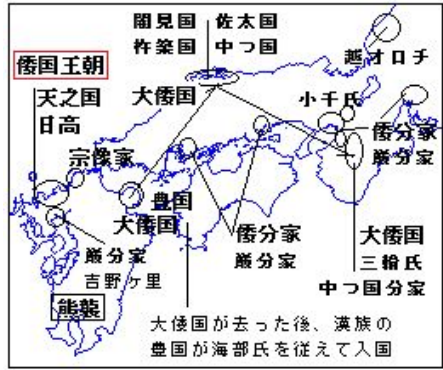 闇見国 佐太国
杵築国 中つ国
越オロチ
倭国王朝
大倭国
天之国
日高
小千氏
宗像家
倭分家
厳分家
豊国
大倭国
倭分家
厳分家
大倭国
三輪氏
中つ国分家
厳分家
吉野ヶ里
熊襲
大倭国が去った後、漢族の
豊国が海部氏を従えて入国